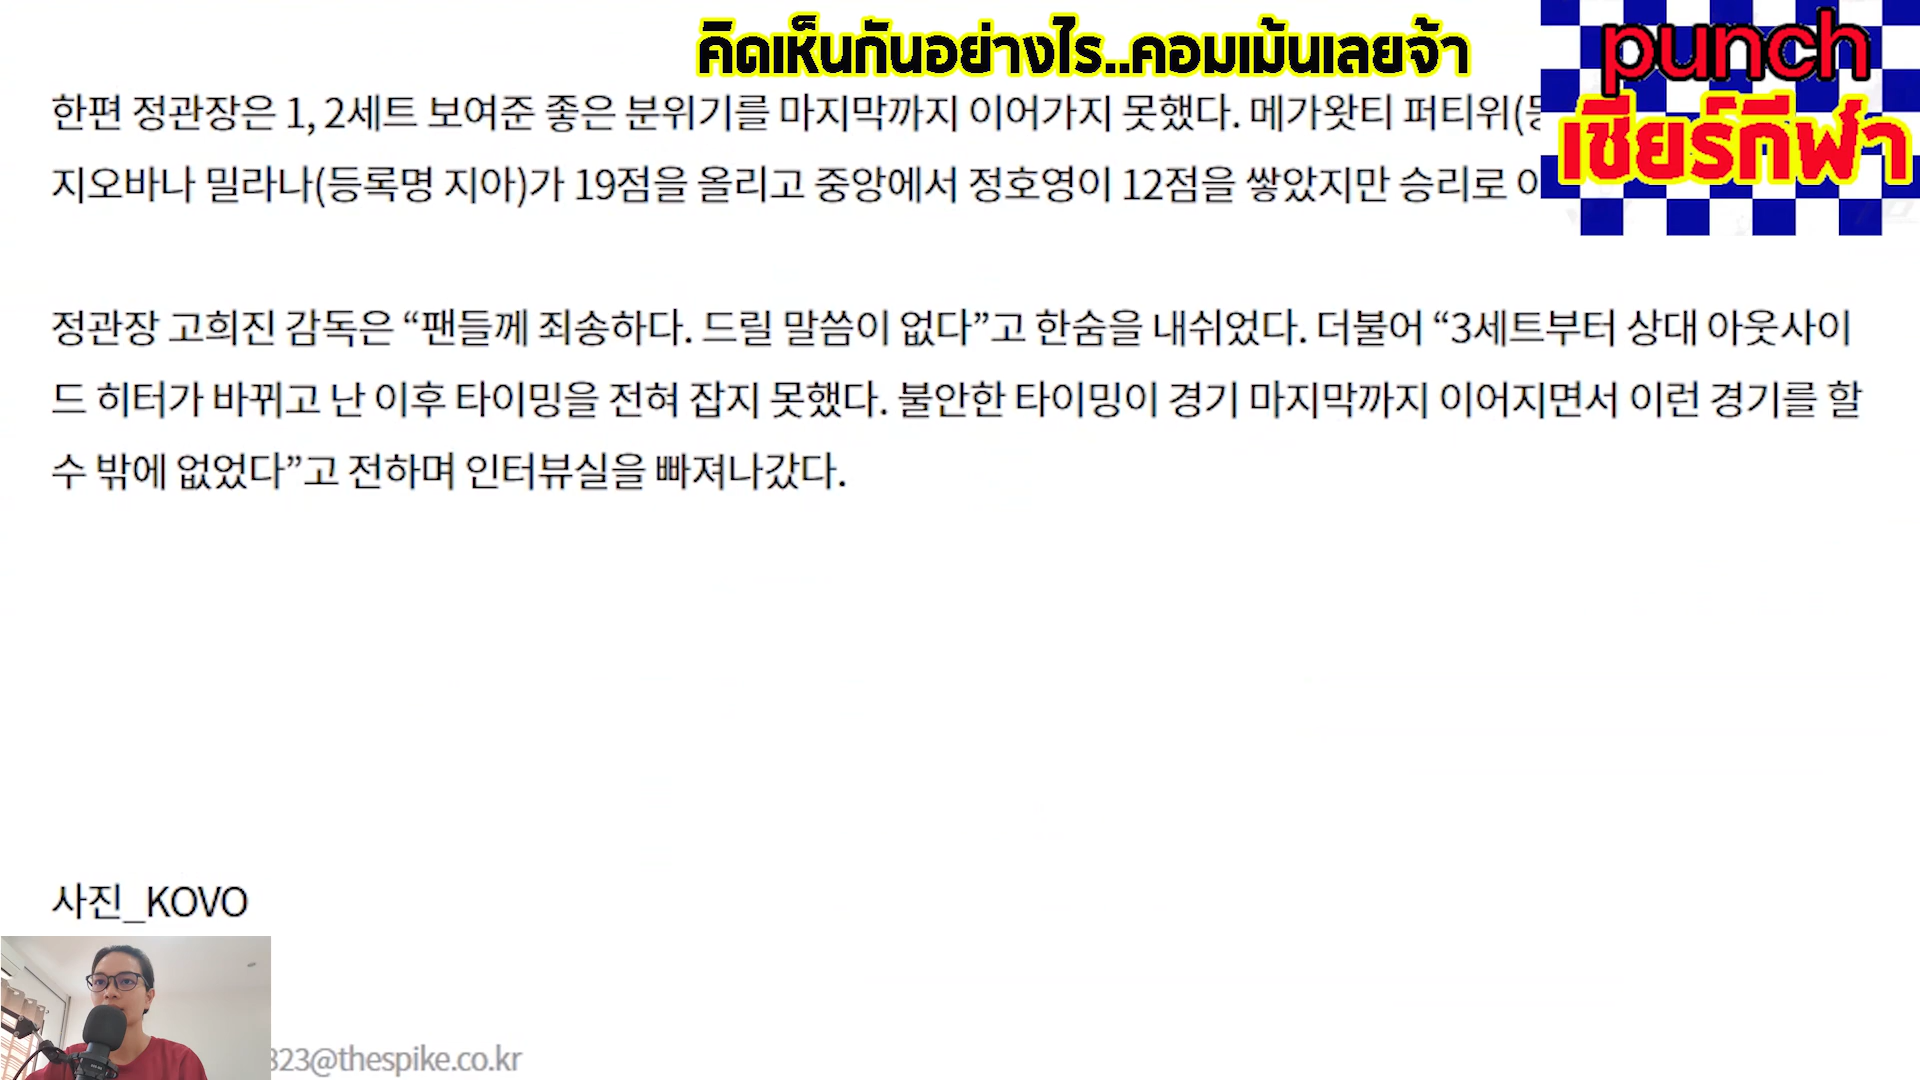 คิดเห็นกันอย่างไร..คอมเม้นเลยจ้า
punch
เชียร์กีฬา
한편 정관장은 1, 2세트 보여준 좋은 분위기를 마지막까지 이어가지 못했다. 메가왓티 퍼티위(
지오바나 밀라나(등록명 지아)가 19점을 올리고 중앙에서 정호영이 12점을 쌓았지만 승리로
정관장 고희진 감독은 “팬들께 죄송하다. 드릴 말씀이 없다”고 한숨을 내쉬었다. 더불어 “3세트부터 상대 아웃사이
드 히터가 바뀌고 난 이후 타이밍을 전혀 잡지 못했다. 불안한 타이밍이 경기 마지막까지 이어지면서 이런 경기를 할
수 밖에 없었다”고 전하며 인터뷰실을 빠져나갔다.
사진_KOVO
823@thespike.co.kr